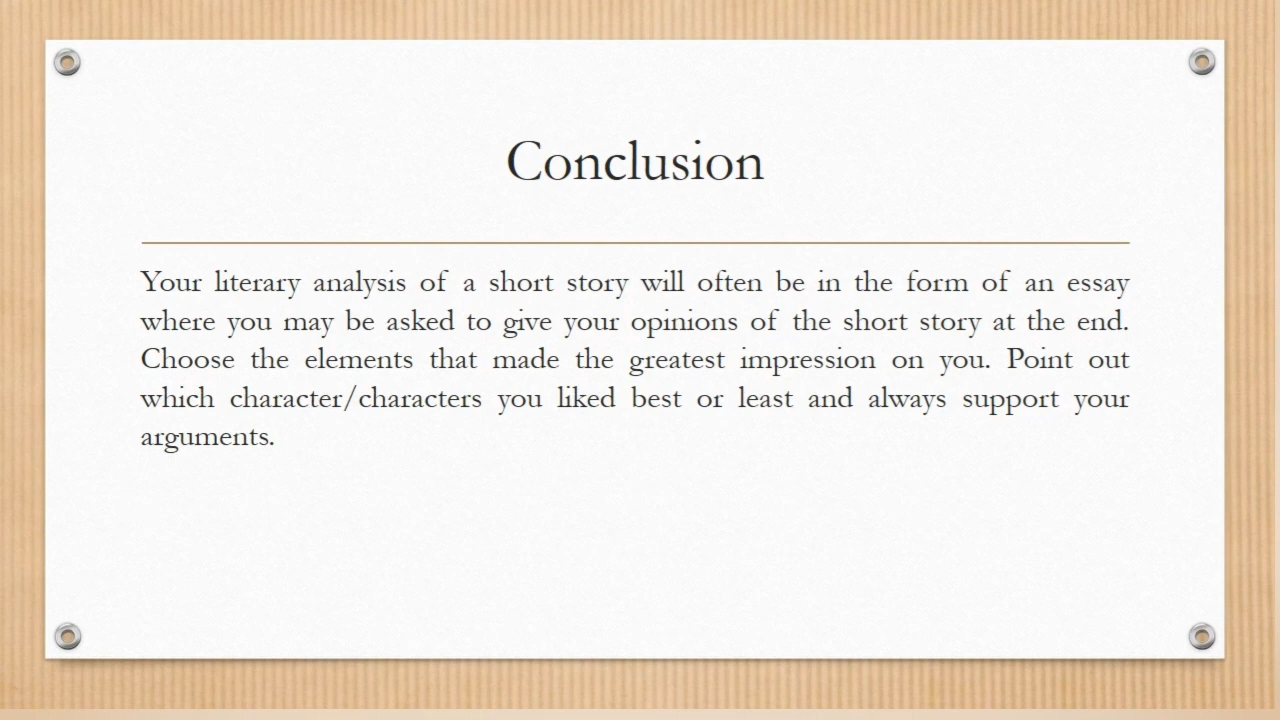 Conclusion
Your literary analysis of a short story will often be in the form of an essay
where you may be asked to give your opinions of the short story at the end.
Choose the elements that made the greatest impression on you. Point out
which character/characters you liked best or least and always support your
arguments.